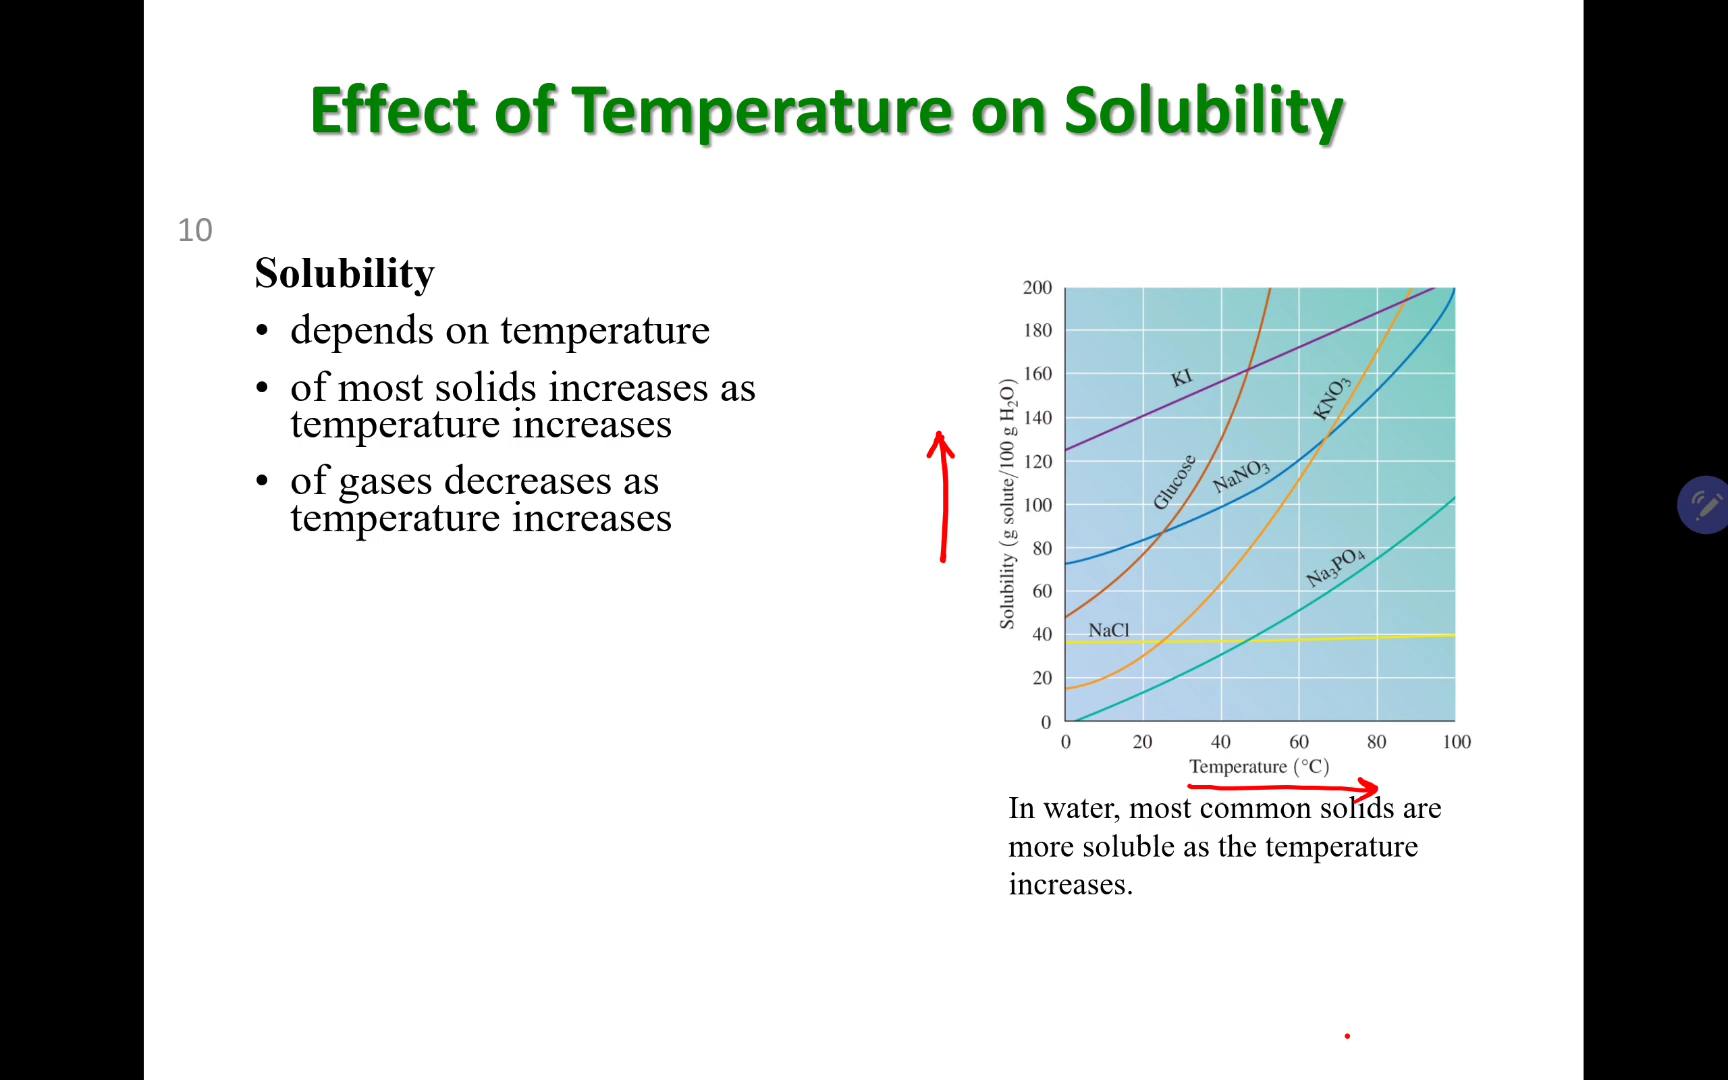 Effect of Temperature on Solubility
10
Solubility
• depends on temperature
• of most solids increases as
temperature increases
• of gases decreases as
temperature increases
Solubility (g solute/100 g H₂O)
200
180
160
140
120
100
80
60
40
20
0
KI
KNO₃
Glucose
NaNO₃
Na₃PO₄
NaCl
0 20 40 60 80 100
Temperature (°C)
In water, most common solids are
more soluble as the temperature
increases.